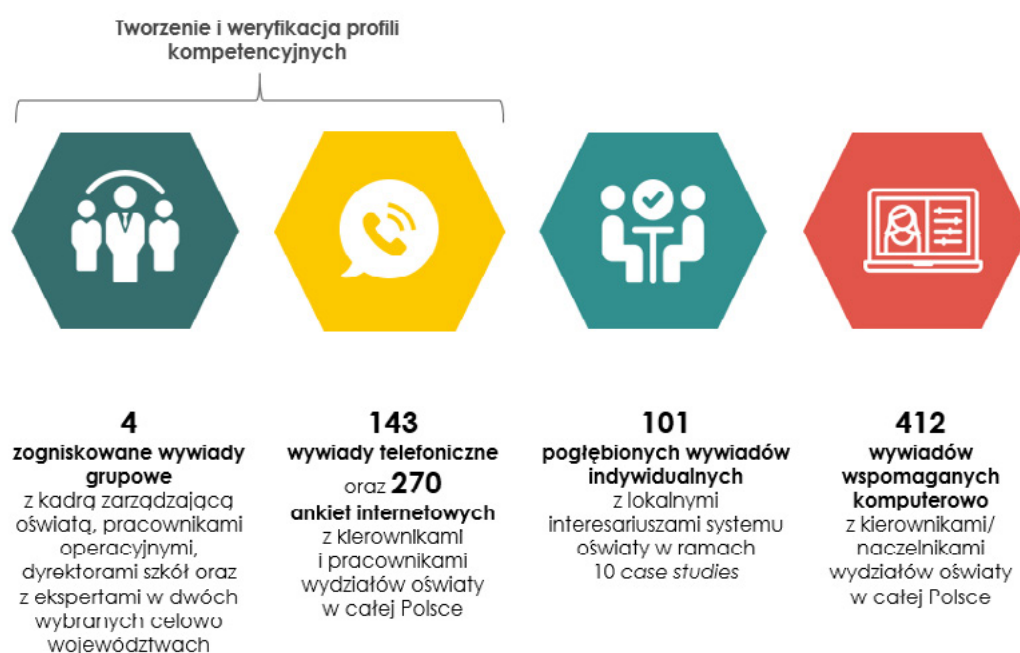 Tworzenie i weryfikacja profili
kompetencyjnych
4
zogniskowane wywiady
grupowe
z kadrą zarządzającą
oświatą, pracownikami
operacyjnymi,
dyrektorami szkół oraz
z ekspertami w dwóch
wybranych celowo
województwach
143
wywiady telefoniczne
oraz 270
ankiet internetowych
z kierownikami
i pracownikami
wydziałów oświaty
w całej Polsce
101
pogłębionych wywiadów
indywidualnych
z lokalnymi
interesariuszami systemu
oświaty w ramach
10 case studies
412
wywiadów
wspomaganych
komputerowo
z kierownikami/
naczelnikami
wydziałów oświaty
w całej Polsce